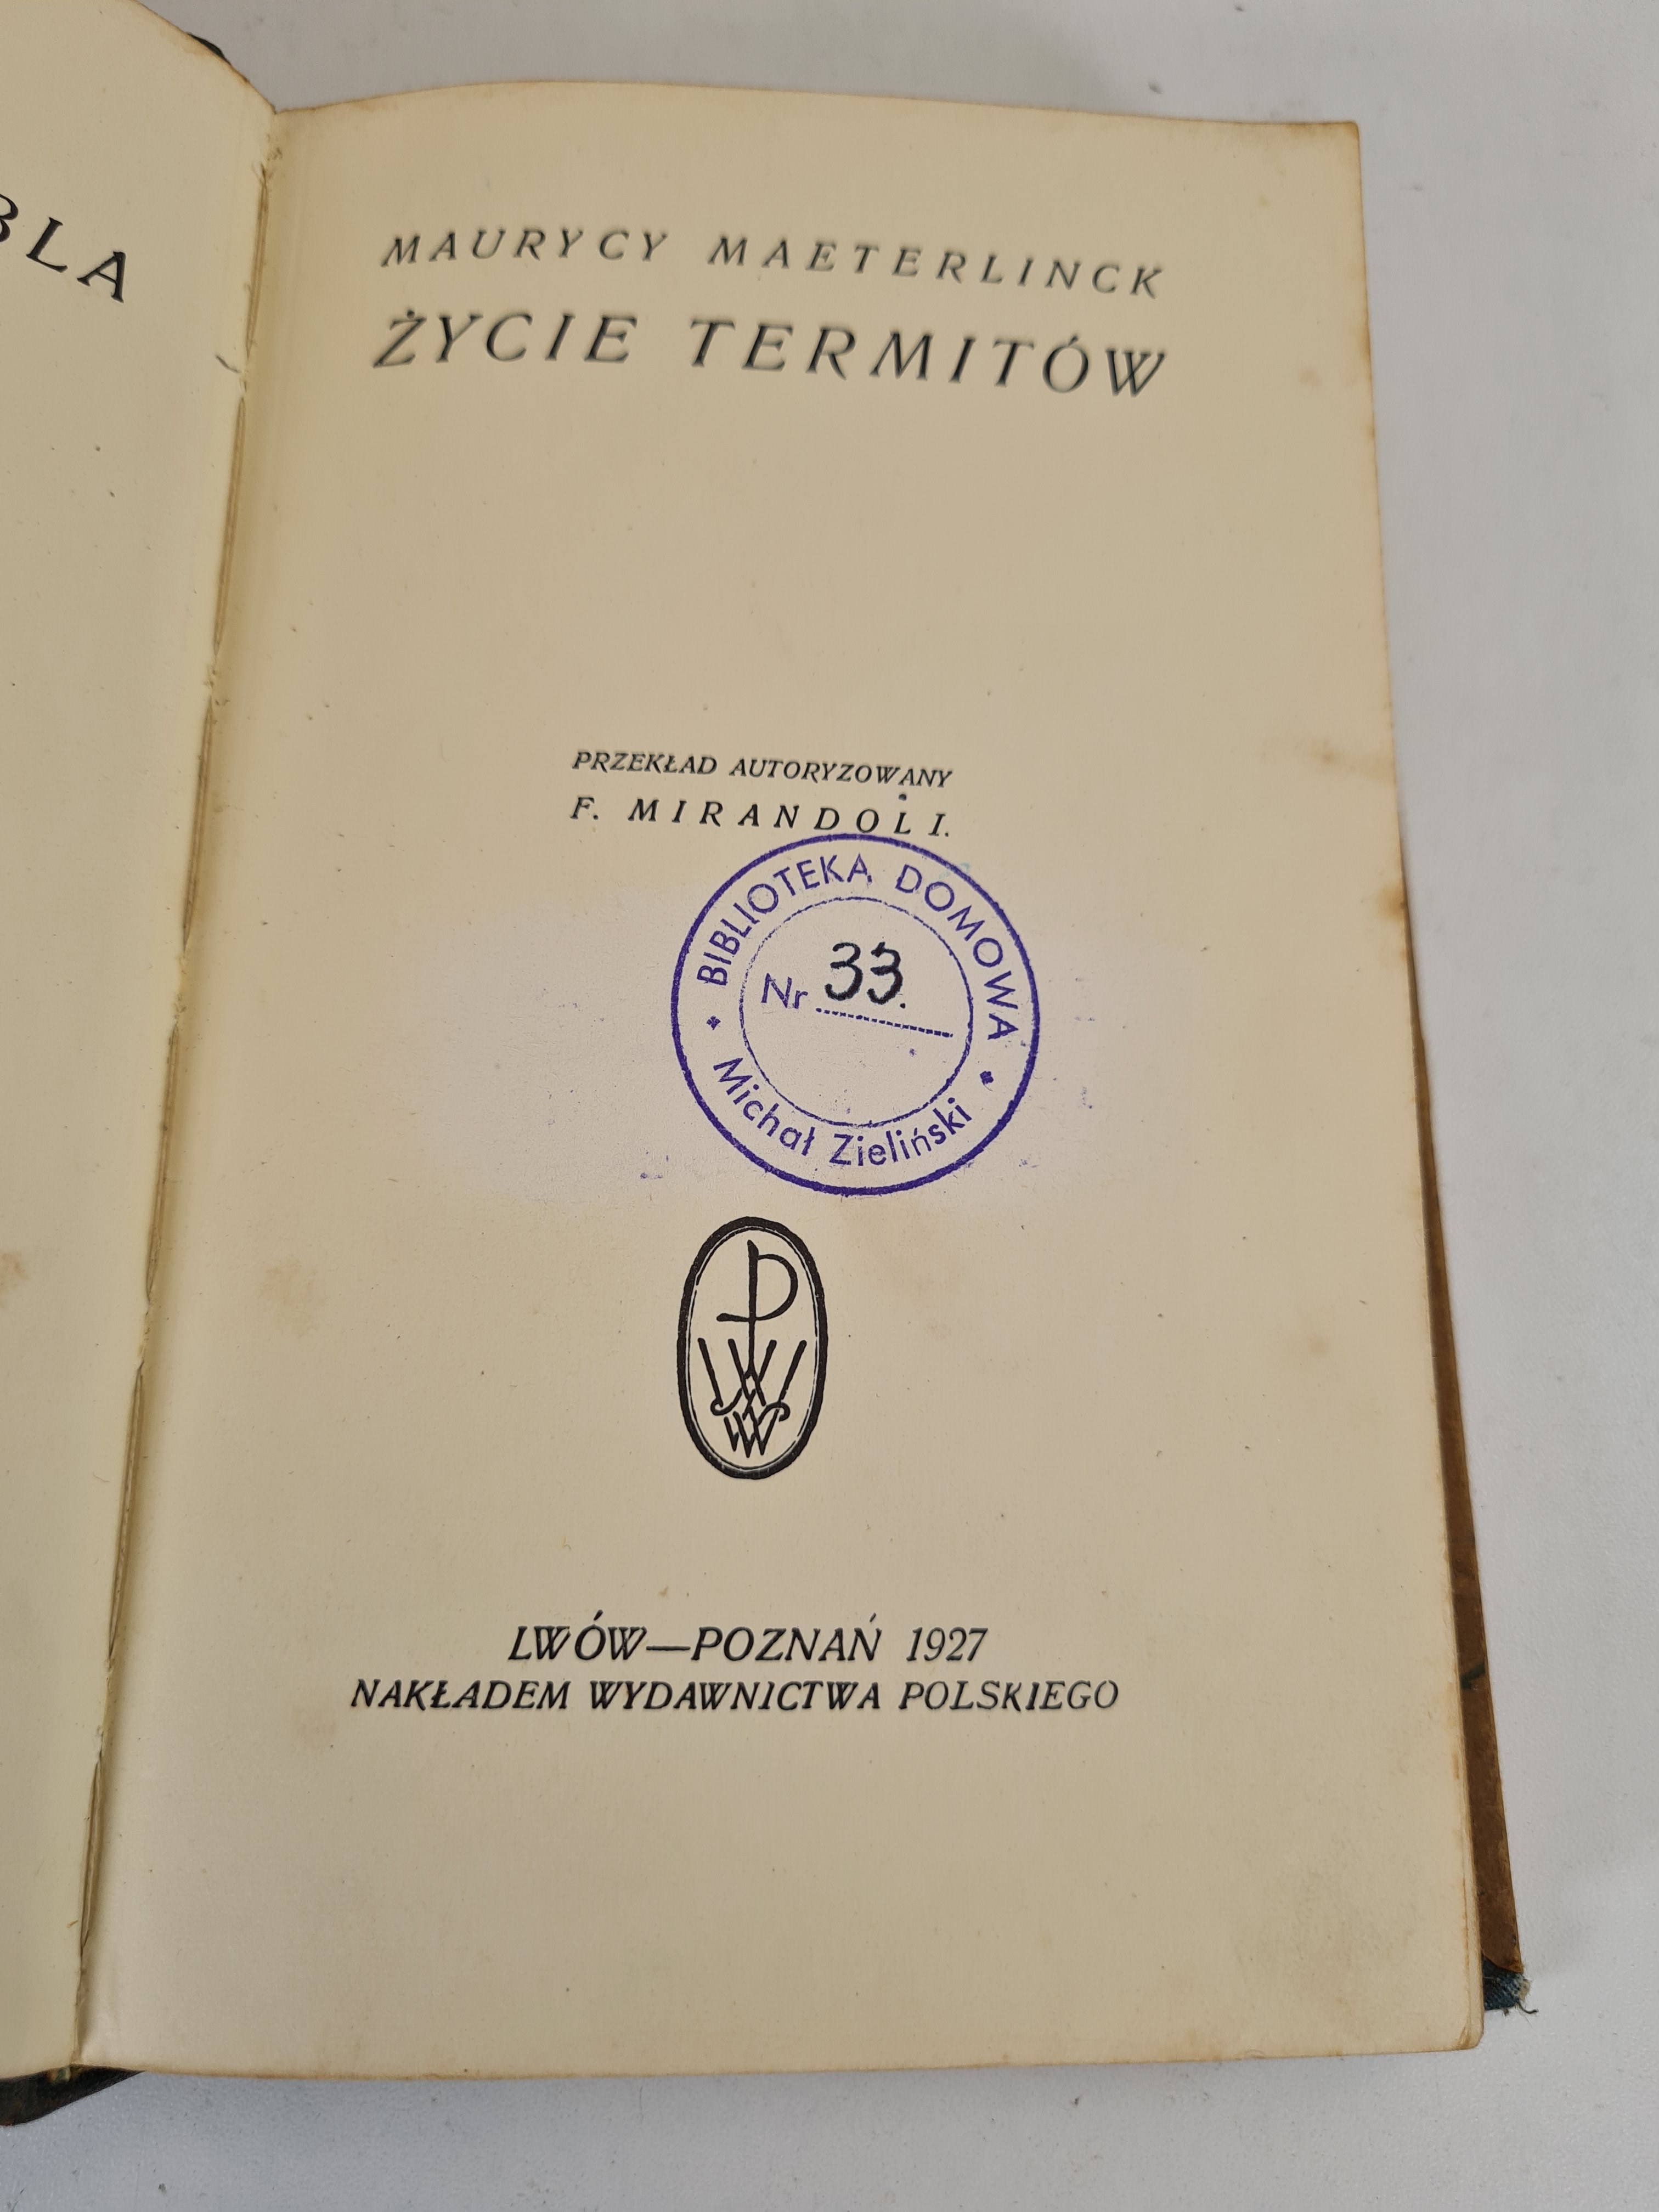 BLA
MAURYCY MAETERLINCK
ŻYCIE TERMITÓW
PRZEKŁAD AUTORYZOWANY
F. MIRANDOLI.
BIBLIOTEKA DOMOWA
Nr 33.
Michał Zieliński
LWÓW—POZNAŃ 1927
NAKŁADEM WYDAWNICTWA POLSKIEGO